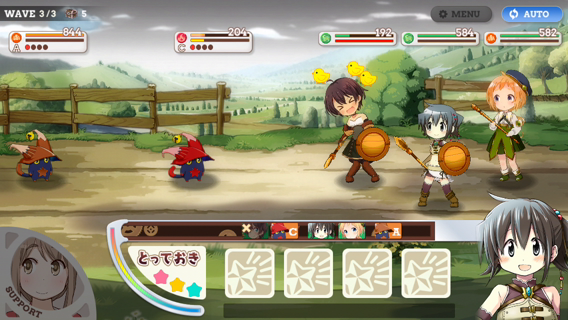 WAVE 3/3 5
MENU
AUTO
844
A
204
C
192
584
582
C
A
とっておき
SUPPORT